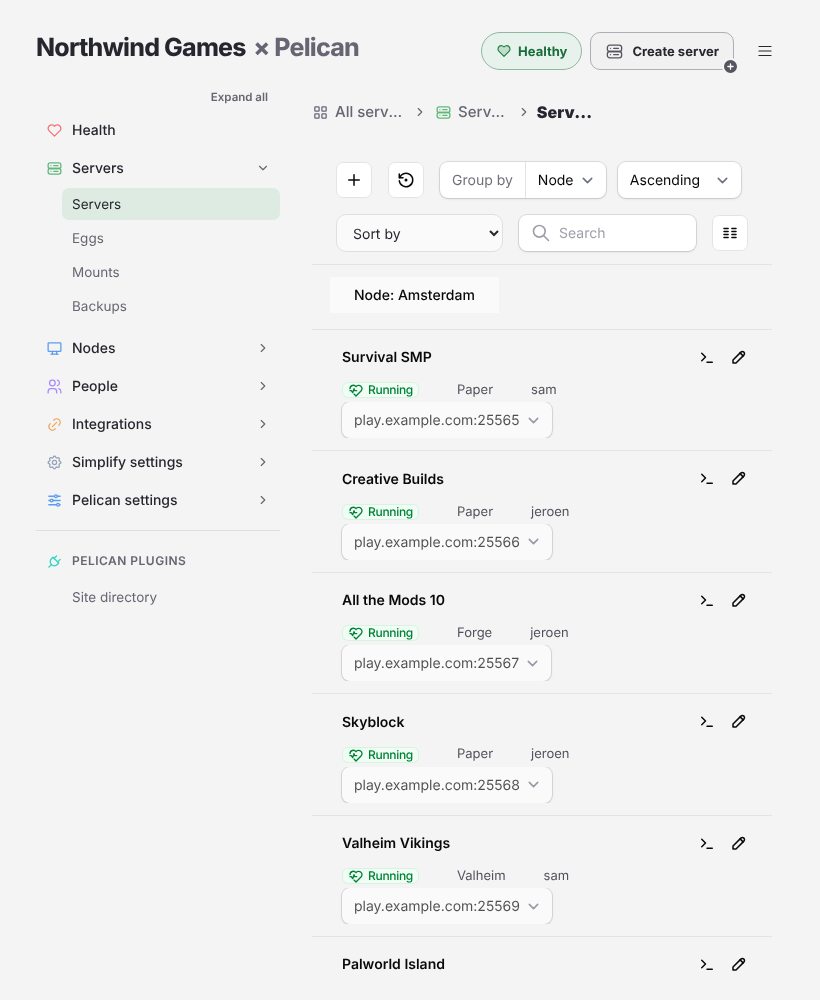 Northwind Games × Pelican
Healthy
Create server
Expand all
Health
Servers
Servers
Eggs
Mounts
Backups
Nodes
People
Integrations
Simplify settings
Pelican settings
PELICAN PLUGINS
Site directory
All serv... > Serv... > Serv...
Group by Node Ascending
Sort by Search
Node: Amsterdam
Survival SMP
Running Paper sam
play.example.com:25565
Creative Builds
Running Paper jeroen
play.example.com:25566
All the Mods 10
Running Forge jeroen
play.example.com:25567
Skyblock
Running Paper jeroen
play.example.com:25568
Valheim Vikings
Running Valheim sam
play.example.com:25569
Palworld Island